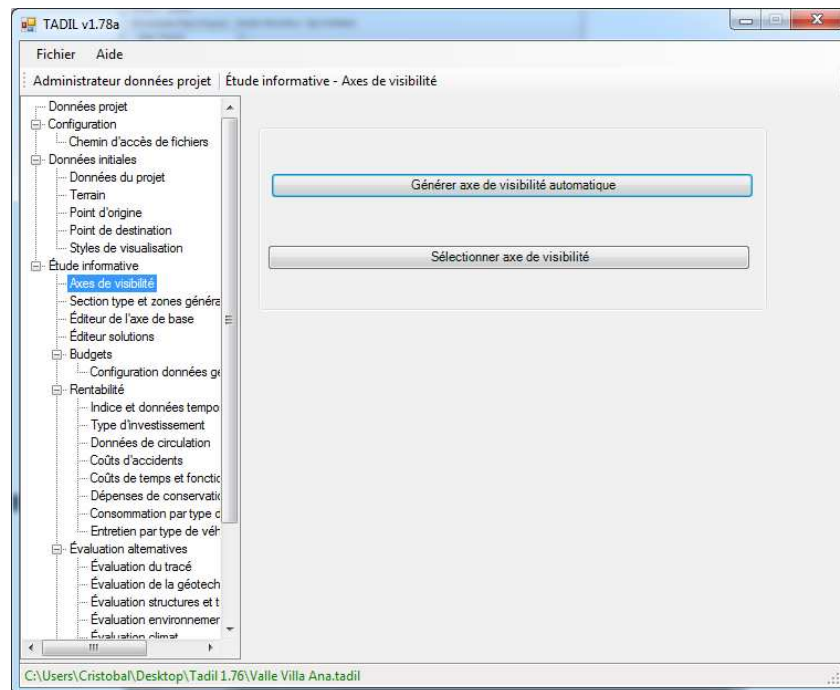 TADIL v1.78a
Fichier Aide
Administrateur données projet Étude informative - Axes de visibilité
Données projet
Configuration
Chemin d'accès de fichiers
Données initiales
Données du projet
Terrain
Point d'origine
Point de destination
Styles de visualisation
Étude informative
Axes de visibilité
Section type et zones généra
Éditeur de l'axe de base
Éditeur solutions
Budgets
Configuration données ge
Rentabilité
Indice et données tempo
Type d'investissement
Données de circulation
Coûts d'accidents
Coûts de temps et fonctio
Dépenses de conservatio
Consommation par type d
Entretien par type de véh
Évaluation alternatives
Évaluation du tracé
Évaluation de la géotech
Évaluation structures et t
Évaluation environnemer
Évaluation climat
Générer axe de visibilité automatique
Sélectionner axe de visibilité
C:\Users\Cristobal\Desktop\Tadil 1.76\Valle Villa Ana.tadil